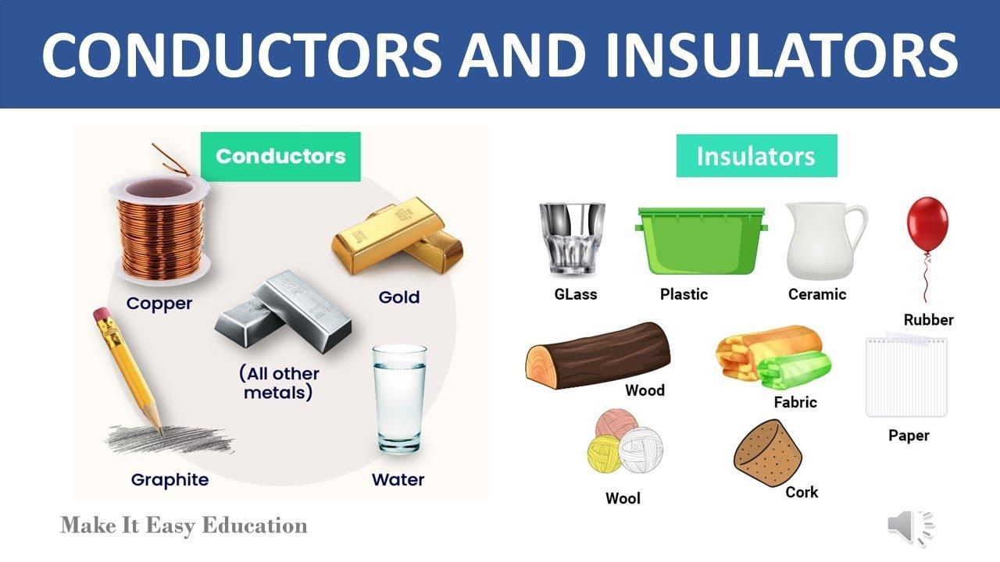 CONDUCTORS AND INSULATORS
Conductors
Copper
Gold
(All other
metals)
Graphite
Water
Insulators
GLass
Plastic
Ceramic
Rubber
Wood
Fabric
Paper
Wool
Cork
Make It Easy Education